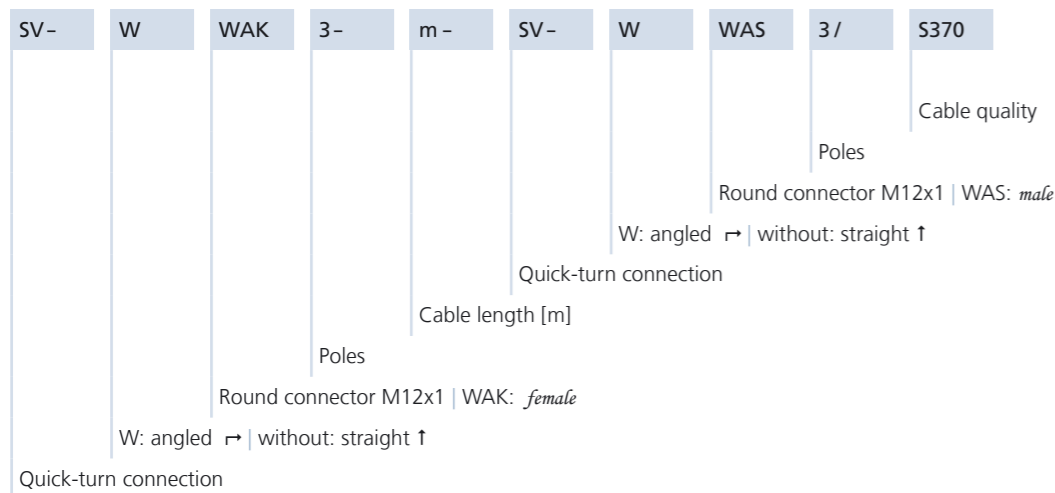 SV- W WAK 3- m- SV- W WAS 3/ S370
Cable quality
Poles
Round connector M12x1 | WAS: male
W: angled ↱ | without: straight ↑
Quick-turn connection
Cable length [m]
Poles
Round connector M12x1 | WAK: female
W: angled ↱ | without: straight ↑
Quick-turn connection